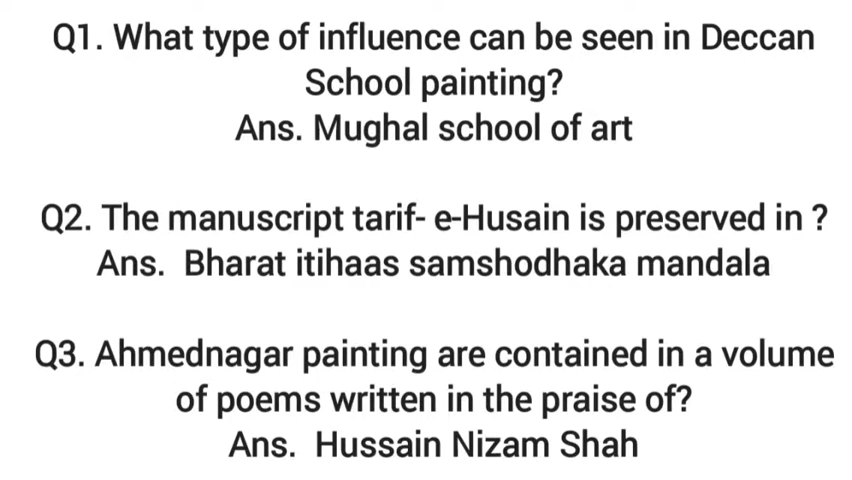 Q1. What type of influence can be seen in Deccan
School painting?
Ans. Mughal school of art
Q2. The manuscript tarif- e-Husain is preserved in ?
Ans. Bharat itihaas samshodhaka mandala
Q3. Ahmednagar painting are contained in a volume
of poems written in the praise of?
Ans. Hussain Nizam Shah